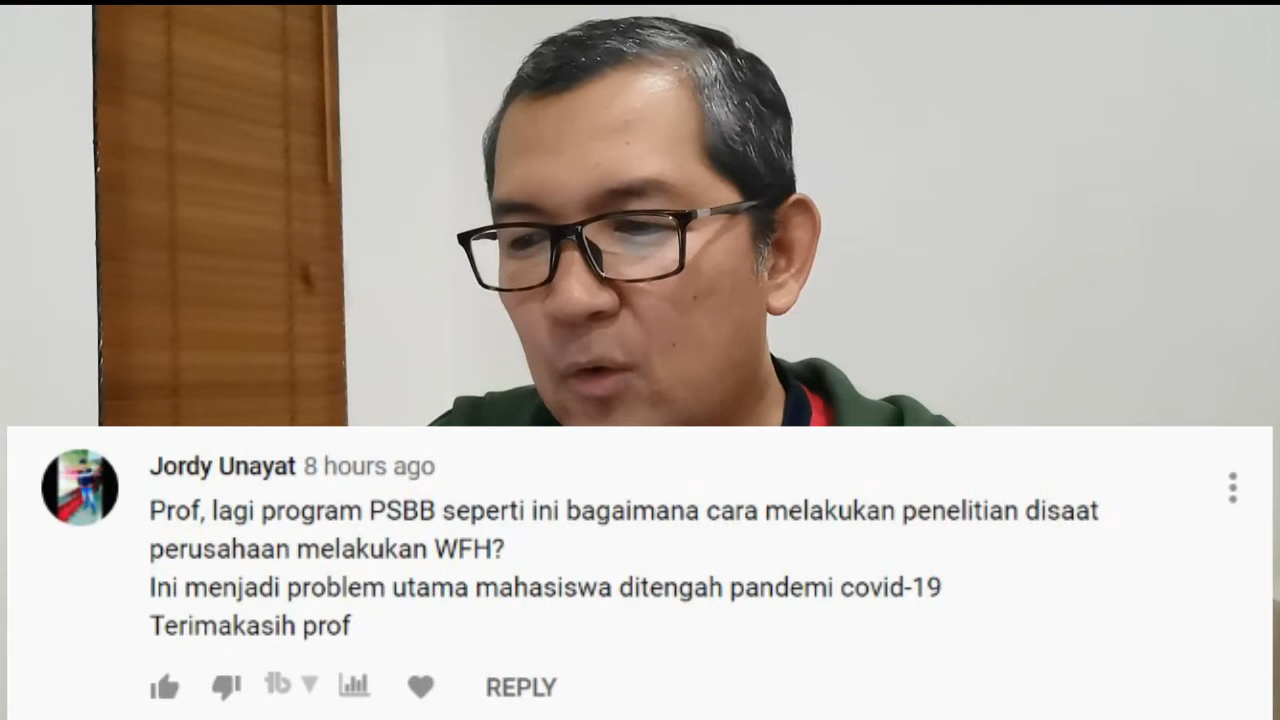 Jordy Unayat 8 hours ago
Prof, lagi program PSBB seperti ini bagaimana cara melakukan penelitian disaat
perusahaan melakukan WFH?
Ini menjadi problem utama mahasiswa ditengah pandemi covid-19
Terimakasih prof
tb
REPLY